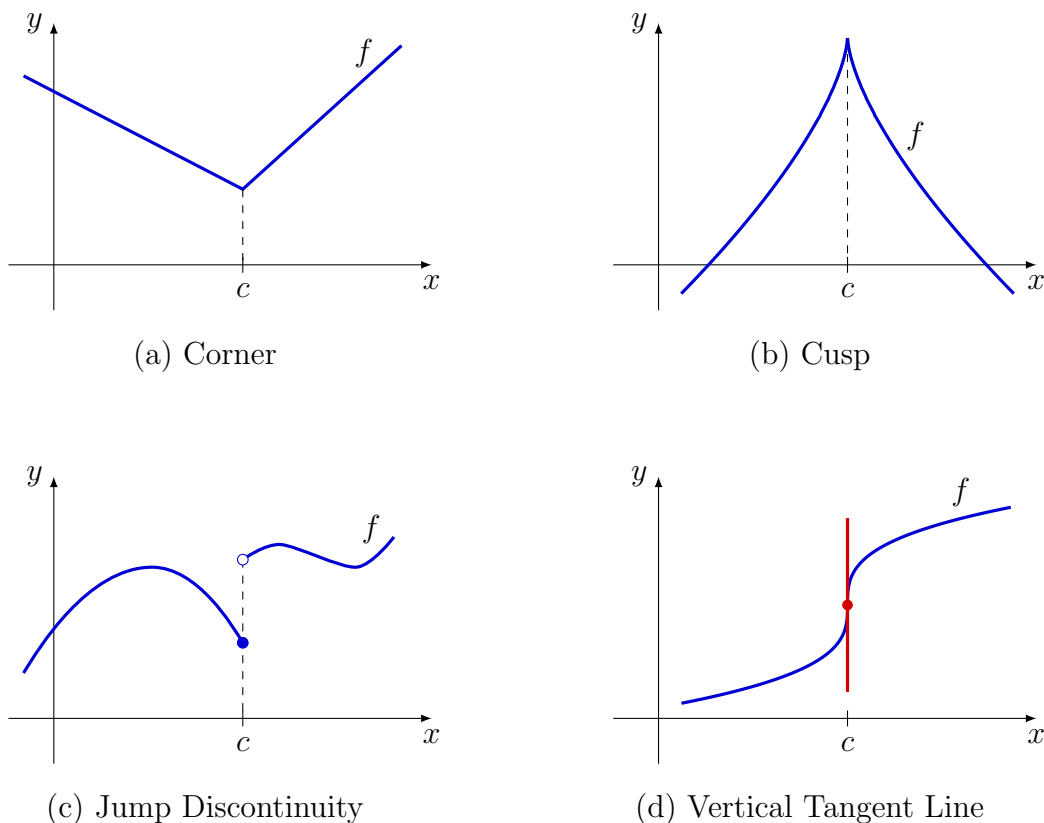 y
f
c
x
(a) Corner
y
f
c
x
(b) Cusp
y
f
c
x
(c) Jump Discontinuity
y
f
c
x
(d) Vertical Tangent Line